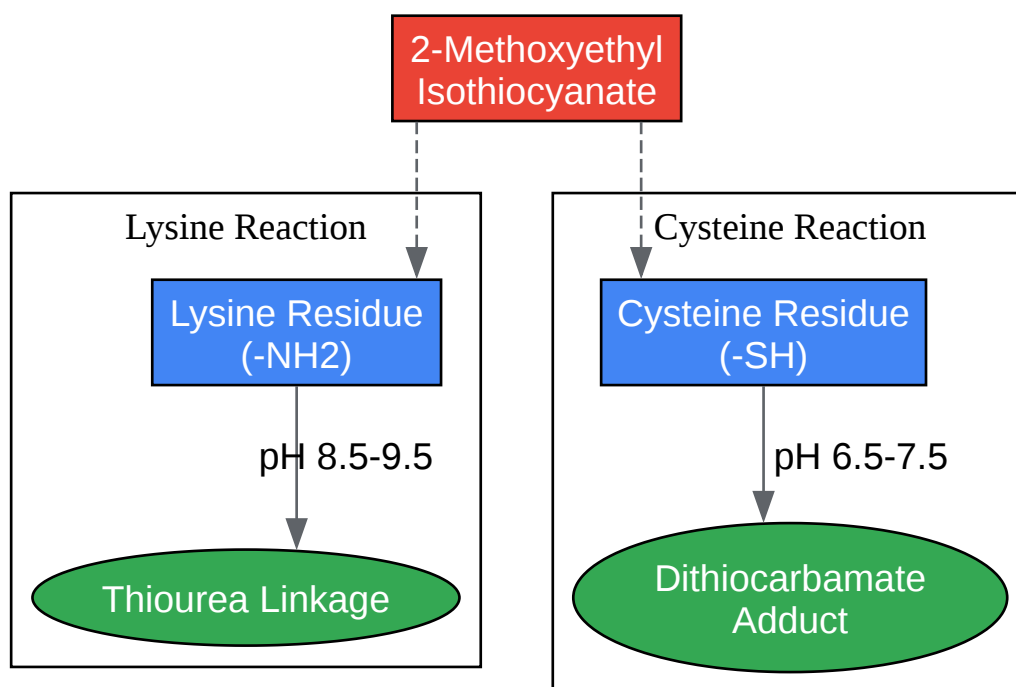 2-Methoxyethyl
Isothiocyanate
Lysine Reaction
Lysine Residue
(-NH2)
pH 8.5-9.5
Thiourea Linkage
Cysteine Reaction
Cysteine Residue
(-SH)
pH 6.5-7.5
Dithiocarbamate
Adduct